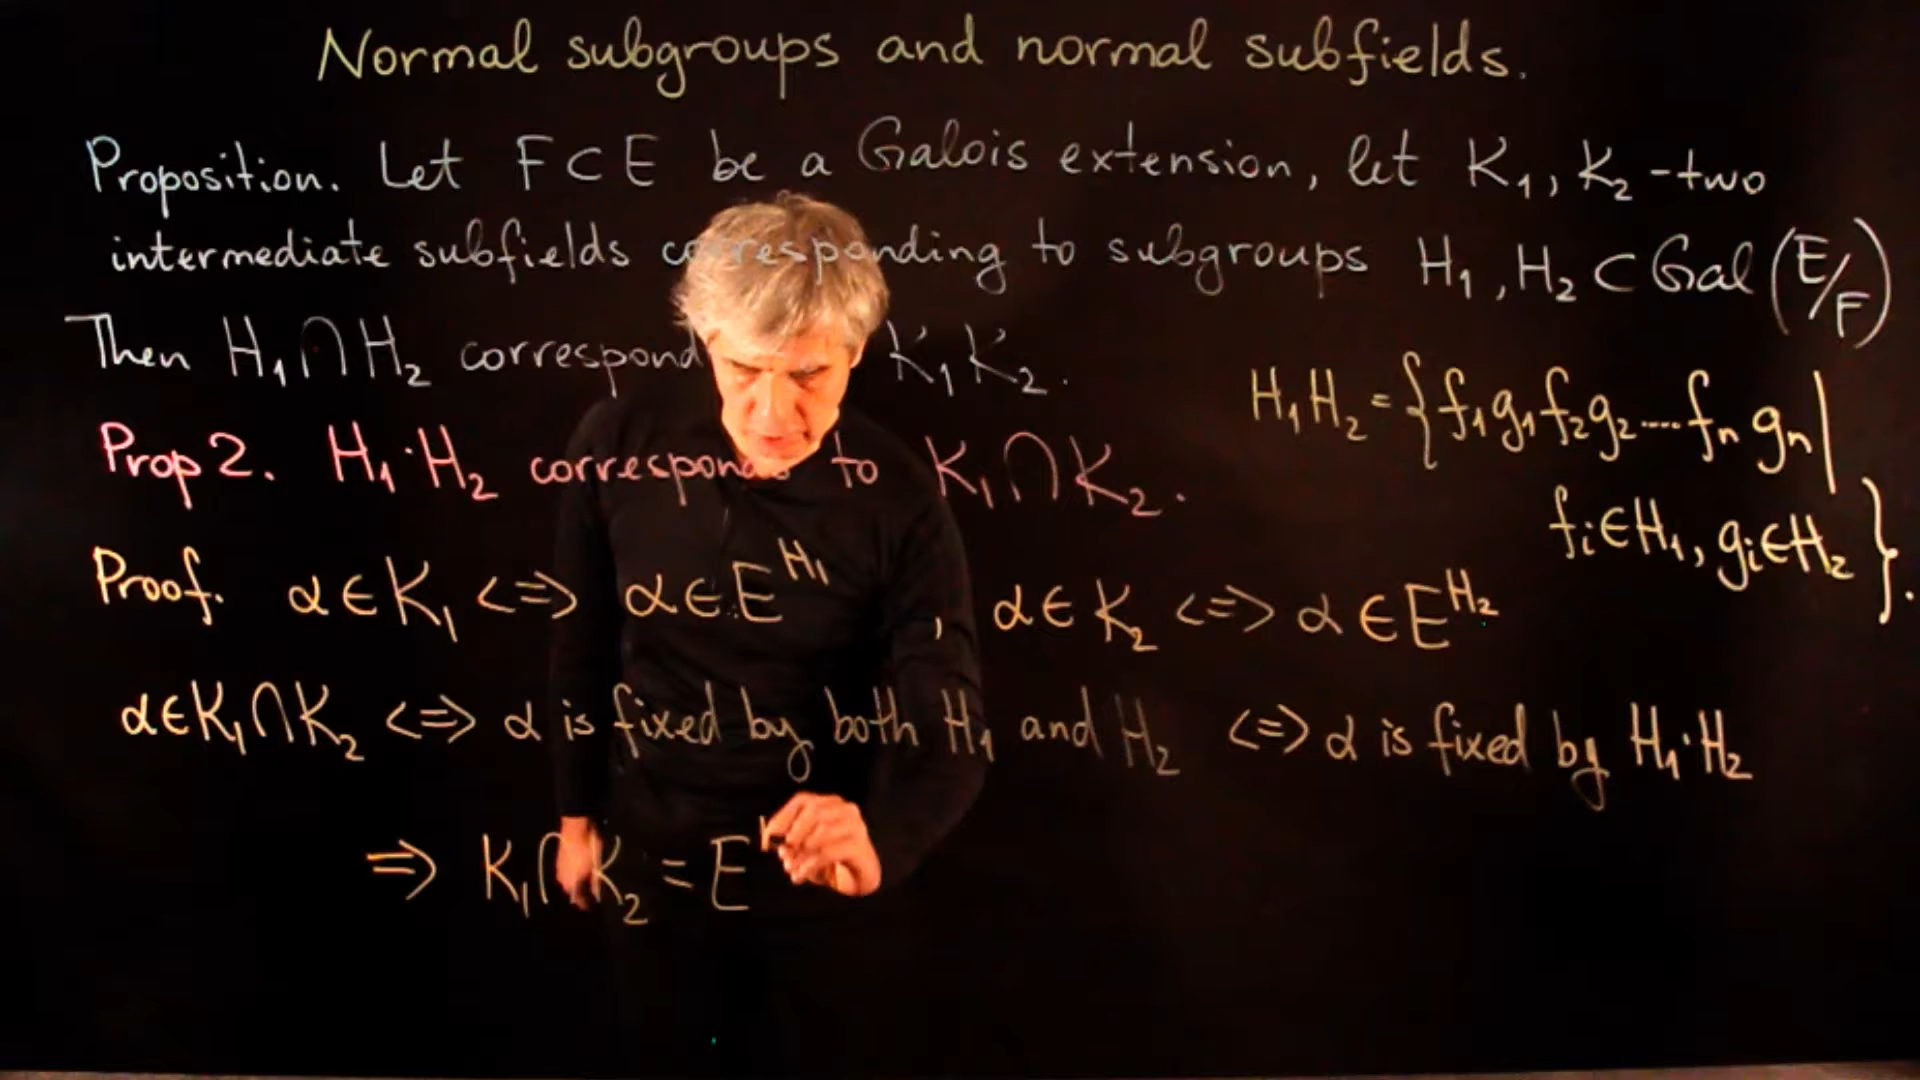 Normal subgroups and normal subfields.
Proposition. Let F ⊂ E be a Galois extension, let K₁, K₂ - two
intermediate subfields corresponding to subgroups H₁, H₂ ⊂ Gal (E/F)
Then H₁ ∩ H₂ correspond K₁K₂.
H₁H₂ = { f₁g₁f₂g₂....fₙ gₙ |
Prop 2. H₁·H₂ corresponds to K₁ ∩ K₂.
fᵢ ∈ H₁, gᵢ ∈ H₂ }.
Proof. α ∈ K₁ <=> α ∈ E^H₁ , α ∈ K₂ <=> α ∈ E^H₂
α ∈ K₁ ∩ K₂ <=> α is fixed by both H₁ and H₂ <=> α is fixed by H₁·H₂
=> K₁ ∩ K₂ = E